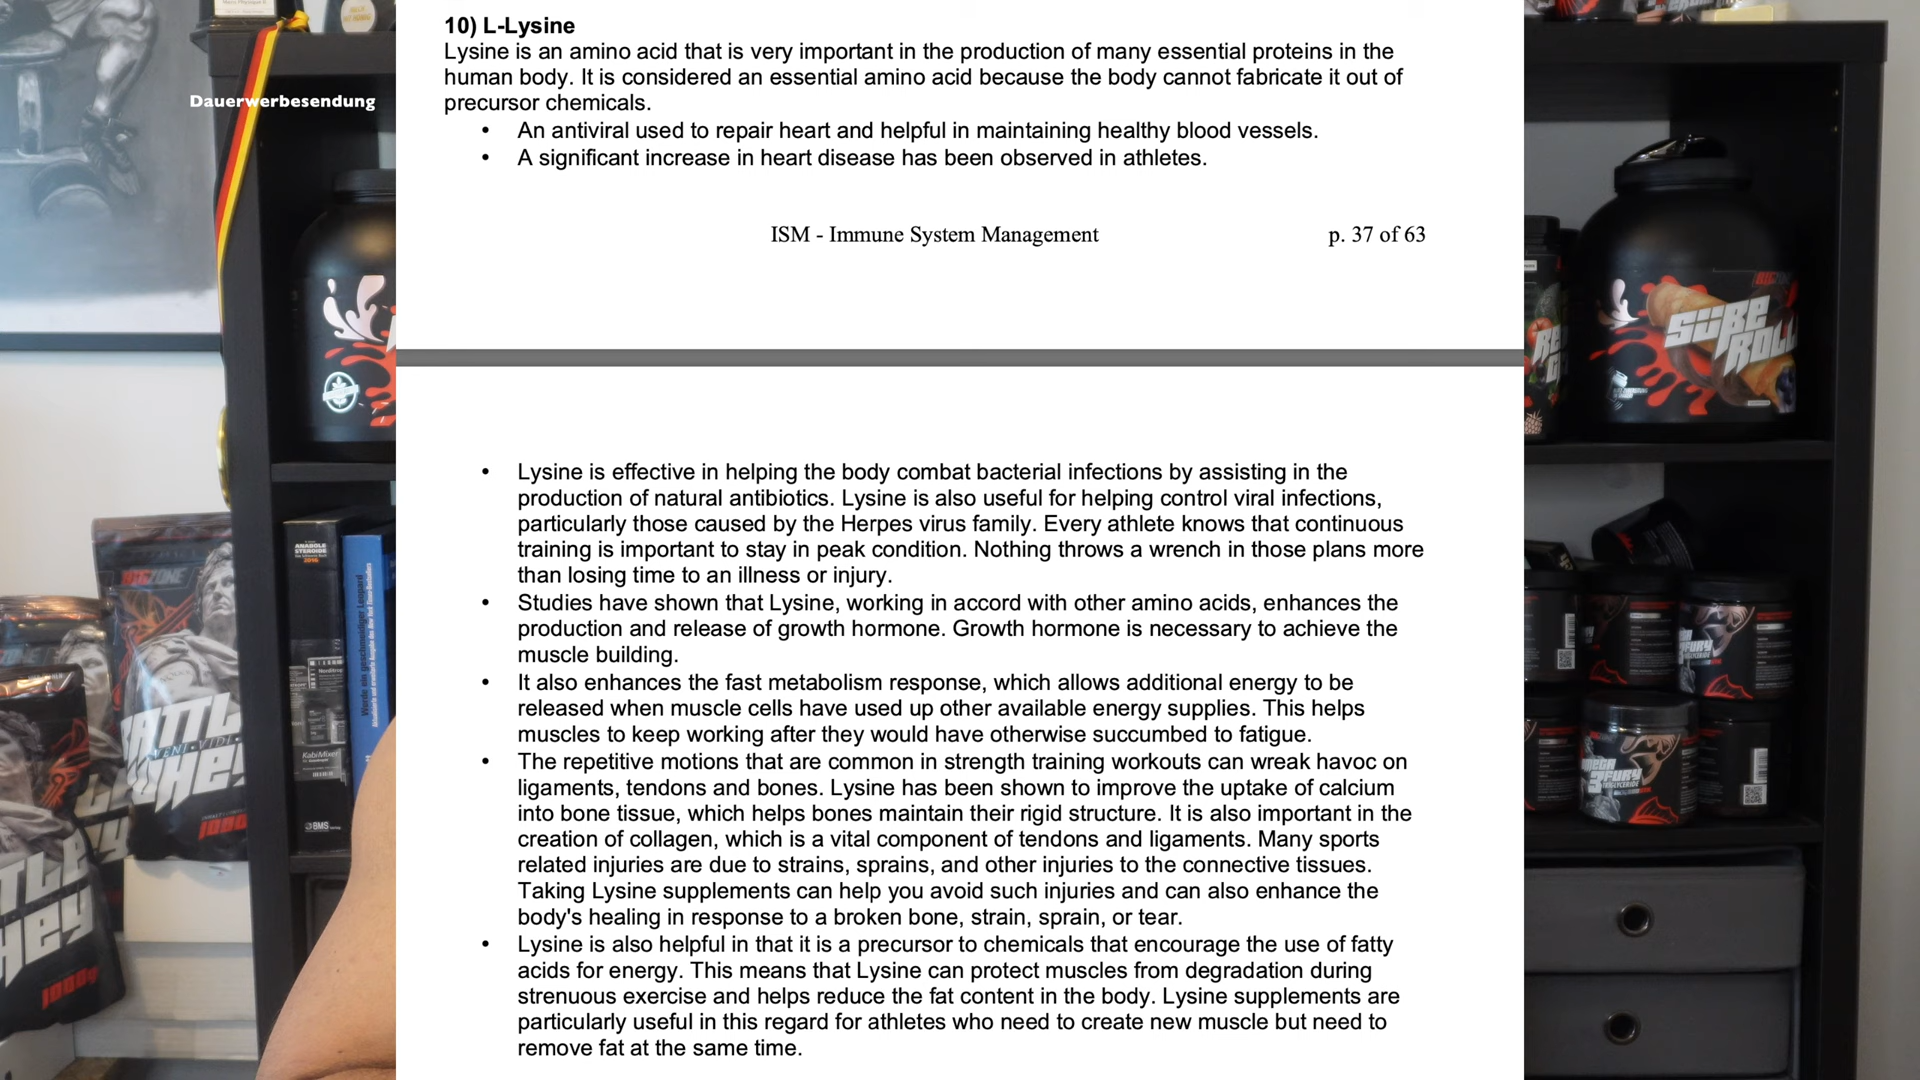 Dauerwerbesendung
10) L-Lysine
Lysine is an amino acid that is very important in the production of many essential proteins in the
human body. It is considered an essential amino acid because the body cannot fabricate it out of
precursor chemicals.
• An antiviral used to repair heart and helpful in maintaining healthy blood vessels.
• A significant increase in heart disease has been observed in athletes.
ISM - Immune System Management
p. 37 of 63
• Lysine is effective in helping the body combat bacterial infections by assisting in the
production of natural antibiotics. Lysine is also useful for helping control viral infections,
particularly those caused by the Herpes virus family. Every athlete knows that continuous
training is important to stay in peak condition. Nothing throws a wrench in those plans more
than losing time to an illness or injury.
• Studies have shown that Lysine, working in accord with other amino acids, enhances the
production and release of growth hormone. Growth hormone is necessary to achieve the
muscle building.
• It also enhances the fast metabolism response, which allows additional energy to be
released when muscle cells have used up other available energy supplies. This helps
muscles to keep working after they would have otherwise succumbed to fatigue.
• The repetitive motions that are common in strength training workouts can wreak havoc on
ligaments, tendons and bones. Lysine has been shown to improve the uptake of calcium
into bone tissue, which helps bones maintain their rigid structure. It is also important in the
creation of collagen, which is a vital component of tendons and ligaments. Many sports
related injuries are due to strains, sprains, and other injuries to the connective tissues.
Taking Lysine supplements can help you avoid such injuries and can also enhance the
body's healing in response to a broken bone, strain, sprain, or tear.
• Lysine is also helpful in that it is a precursor to chemicals that encourage the use of fatty
acids for energy. This means that Lysine can protect muscles from degradation during
strenuous exercise and helps reduce the fat content in the body. Lysine supplements are
particularly useful in this regard for athletes who need to create new muscle but need to
remove fat at the same time.
ANABOLE
STEROIDE
Werde ein geschmeidiger Leopard
KabiMixer
BMS
SÜBE
ROLL